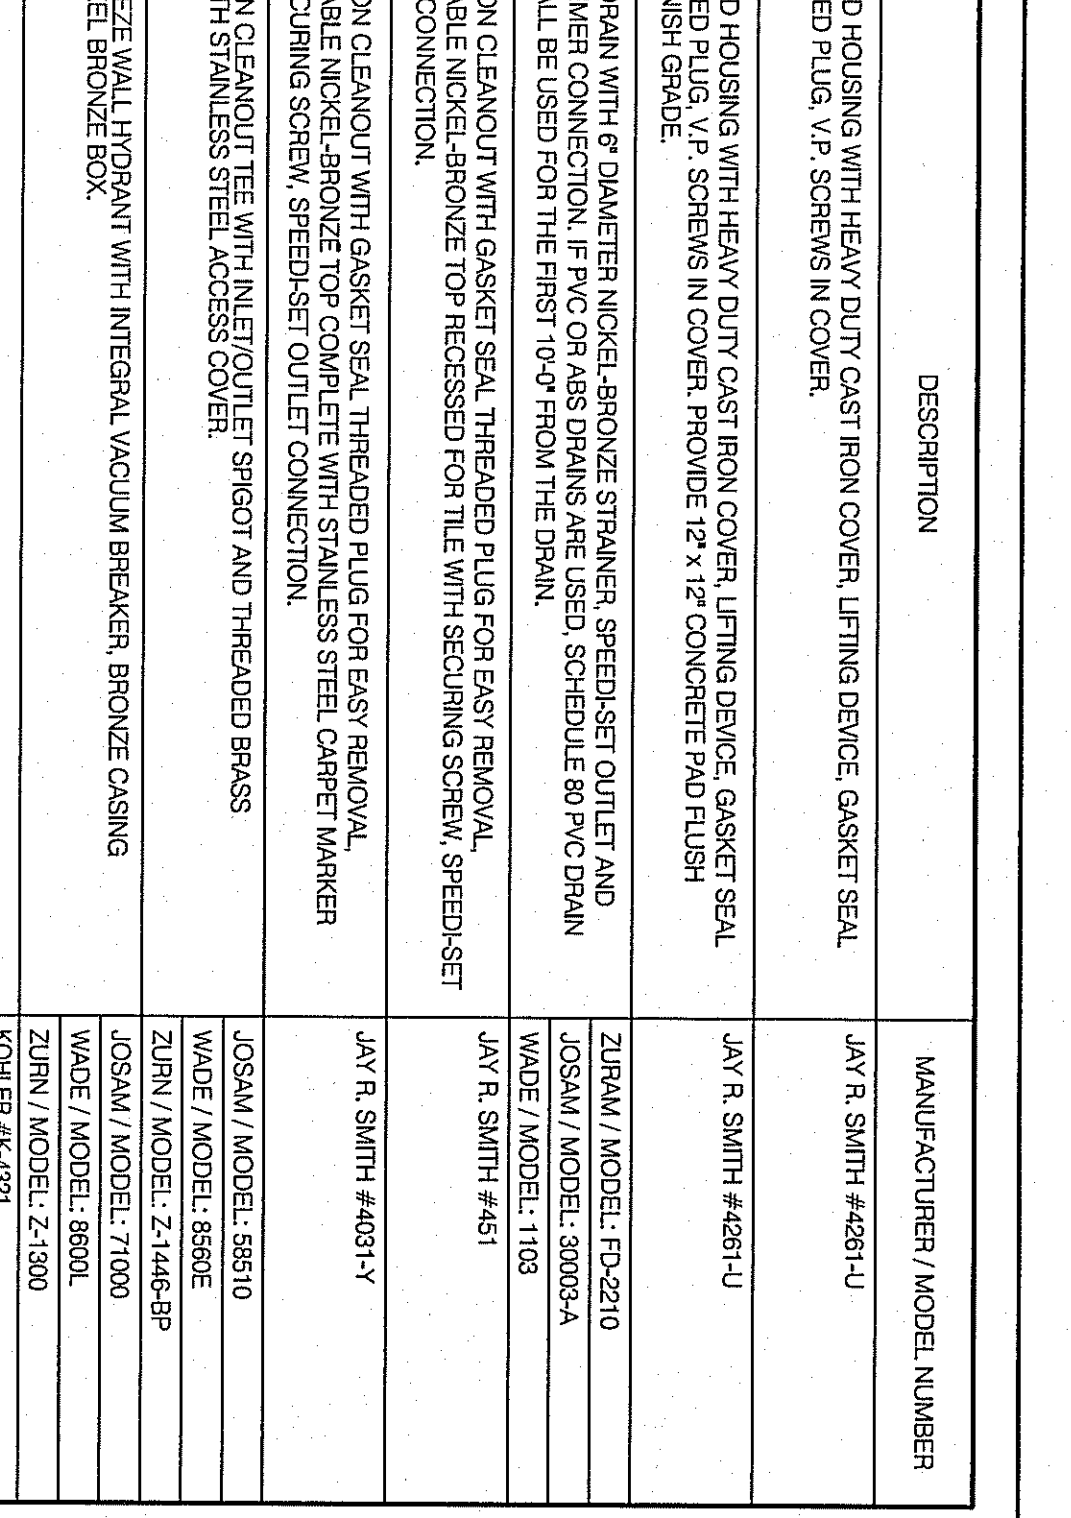 DESCRIPTION
MANUFACTURER / MODEL NUMBER
D HOUSING WITH HEAVY DUTY CAST IRON COVER, LIFTING DEVICE, GASKET SEAL
ED PLUG, V.P. SCREWS IN COVER.
JAY R. SMITH #4261-U
D HOUSING WITH HEAVY DUTY CAST IRON COVER, LIFTING DEVICE, GASKET SEAL
ED PLUG, V.P. SCREWS IN COVER. PROVIDE 12" x 12" CONCRETE PAD FLUSH
NISH GRADE.
JAY R. SMITH #4261-U
DRAIN WITH 6" DIAMETER NICKEL-BRONZE STRAINER, SPEEDI-SET OUTLET AND
MER CONNECTION. IF PVC OR ABS DRAINS ARE USED, SCHEDULE 80 PVC DRAIN
ALL BE USED FOR THE FIRST 10'-0" FROM THE DRAIN.
ZURAM / MODEL: FD-2210
JOSAM / MODEL: 30003-A
WADE / MODEL: 1103
ON CLEANOUT WITH GASKET SEAL THREADED PLUG FOR EASY REMOVAL,
ABLE NICKEL-BRONZE TOP RECESSED FOR TILE WITH SECURING SCREW, SPEEDI-SET
CONNECTION.
JAY R. SMITH #451
ON CLEANOUT WITH GASKET SEAL THREADED PLUG FOR EASY REMOVAL,
ABLE NICKEL-BRONZE TOP COMPLETE WITH STAINLESS STEEL CARPET MARKER
CURING SCREW, SPEEDI-SET OUTLET CONNECTION.
JAY R. SMITH #4031-Y
N CLEANOUT TEE WITH INLET/OUTLET SPIGOT AND THREADED BRASS
TH STAINLESS STEEL ACCESS COVER.
JOSAM / MODEL: 58510
WADE / MODEL: 8560E
ZURN / MODEL: Z-1446-BP
EZE WALL HYDRANT WITH INTEGRAL VACUUM BREAKER, BRONZE CASING
EL BRONZE BOX.
JOSAM / MODEL: 71000
WADE / MODEL: 8600L
ZURN / MODEL: Z-1300
KOHLER #K-4321